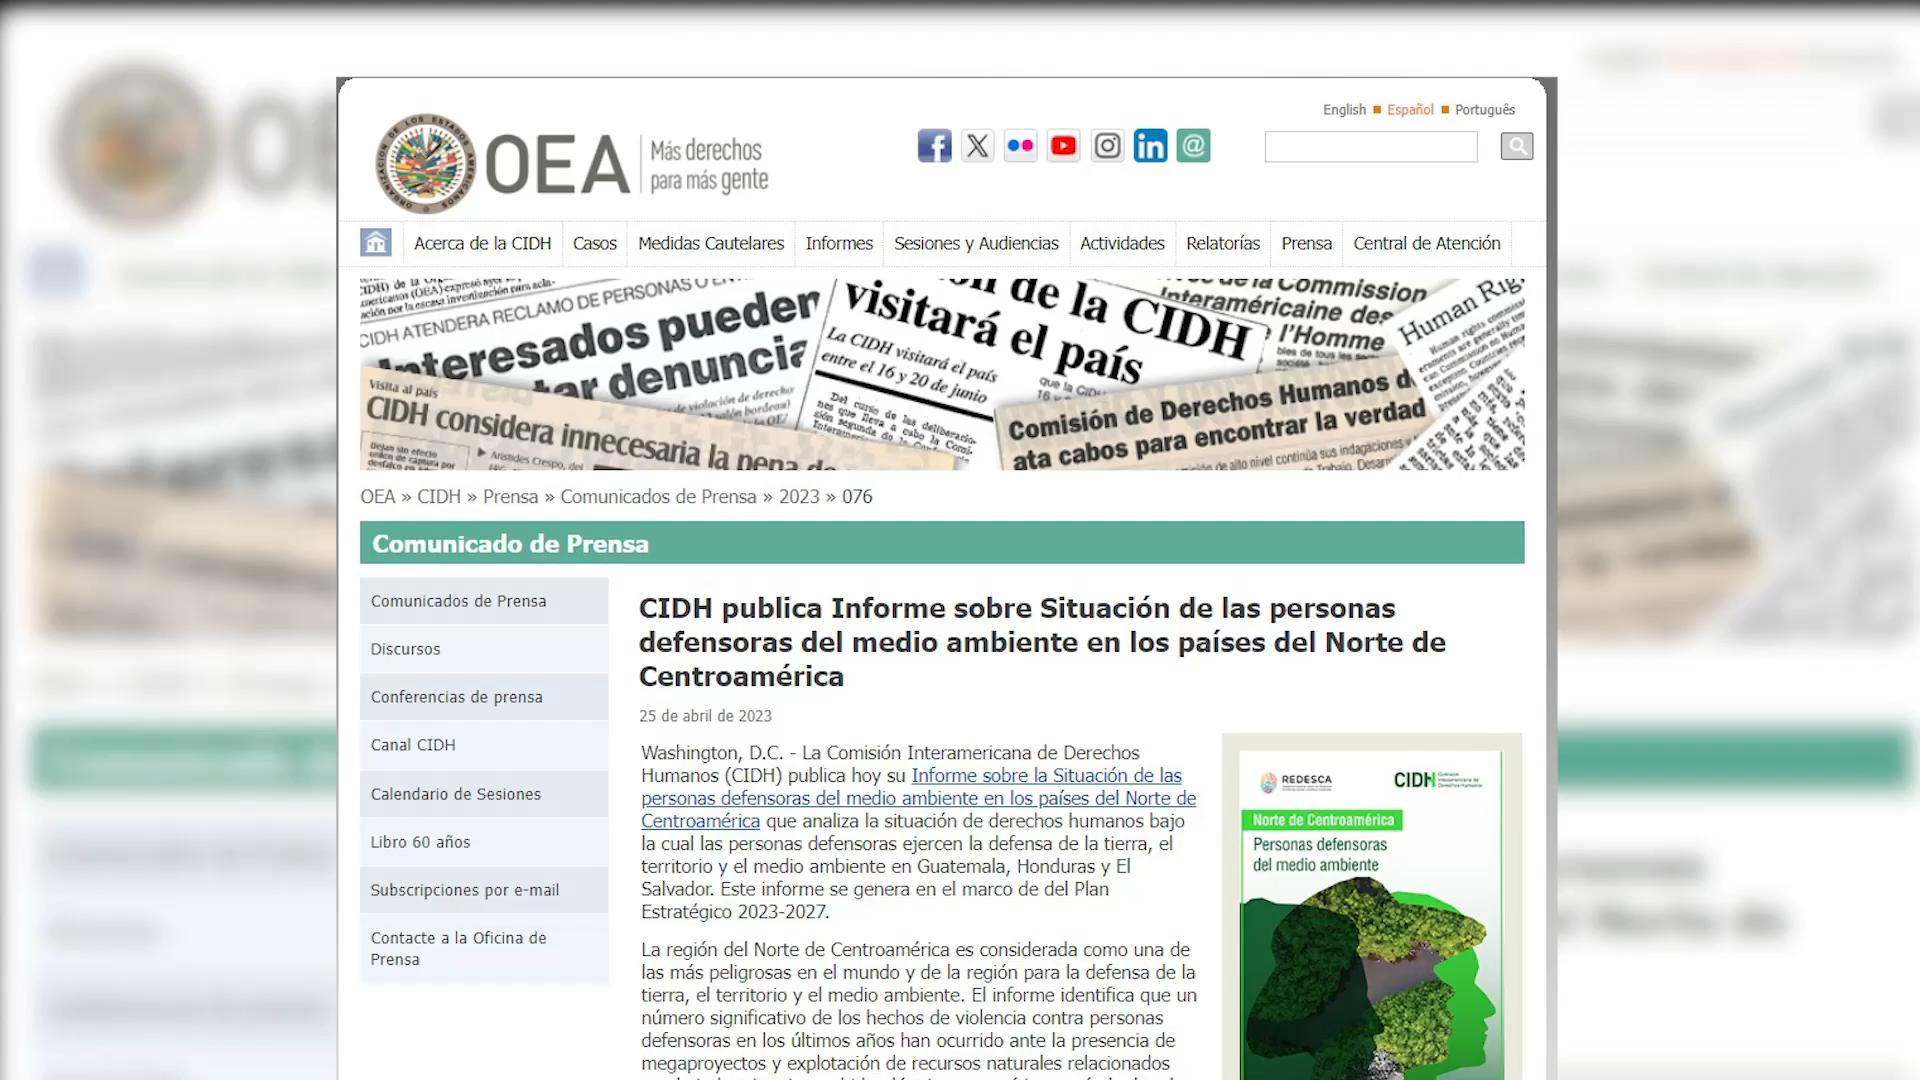 English Español Português
OEA Más derechos
para más gente
ORGANIZACIÓN DE LOS ESTADOS AMERICANOS
Acerca de la CIDH Casos Medidas Cautelares Informes Sesiones y Audiencias Actividades Relatorías Prensa Central de Atención
CIDH ATENDERA RECLAMO DE PERSONAS O
Interesados pueden
denuncia
Visita al país
CIDH considera innecesaria la pena de
de la CIDH
visitará el país
La CIDH visitará el país
entre el 16 y 20 de junio
de la Commission
Interaméricaine des
l'Homme
Comisión de Derechos Humanos
ata cabos para encontrar la verdad
OEA » CIDH » Prensa » Comunicados de Prensa » 2023 » 076
Comunicado de Prensa
Comunicados de Prensa
Discursos
Conferencias de prensa
Canal CIDH
Calendario de Sesiones
Libro 60 años
Subscripciones por e-mail
Contacte a la Oficina de
Prensa
CIDH publica Informe sobre Situación de las personas
defensoras del medio ambiente en los países del Norte de
Centroamérica
25 de abril de 2023
Washington, D.C. - La Comisión Interamericana de Derechos
Humanos (CIDH) publica hoy su Informe sobre la Situación de las
personas defensoras del medio ambiente en los países del Norte de
Centroamérica que analiza la situación de derechos humanos bajo
la cual las personas defensoras ejercen la defensa de la tierra, el
territorio y el medio ambiente en Guatemala, Honduras y El
Salvador. Este informe se genera en el marco de del Plan
Estratégico 2023-2027.
La región del Norte de Centroamérica es considerada como una de
las más peligrosas en el mundo y de la región para la defensa de la
tierra, el territorio y el medio ambiente. El informe identifica que un
número significativo de los hechos de violencia contra personas
defensoras en los últimos años han ocurrido ante la presencia de
megaproyectos y explotación de recursos naturales relacionados
REDESCA CIDH
Norte de Centroamérica
Personas defensoras
del medio ambiente